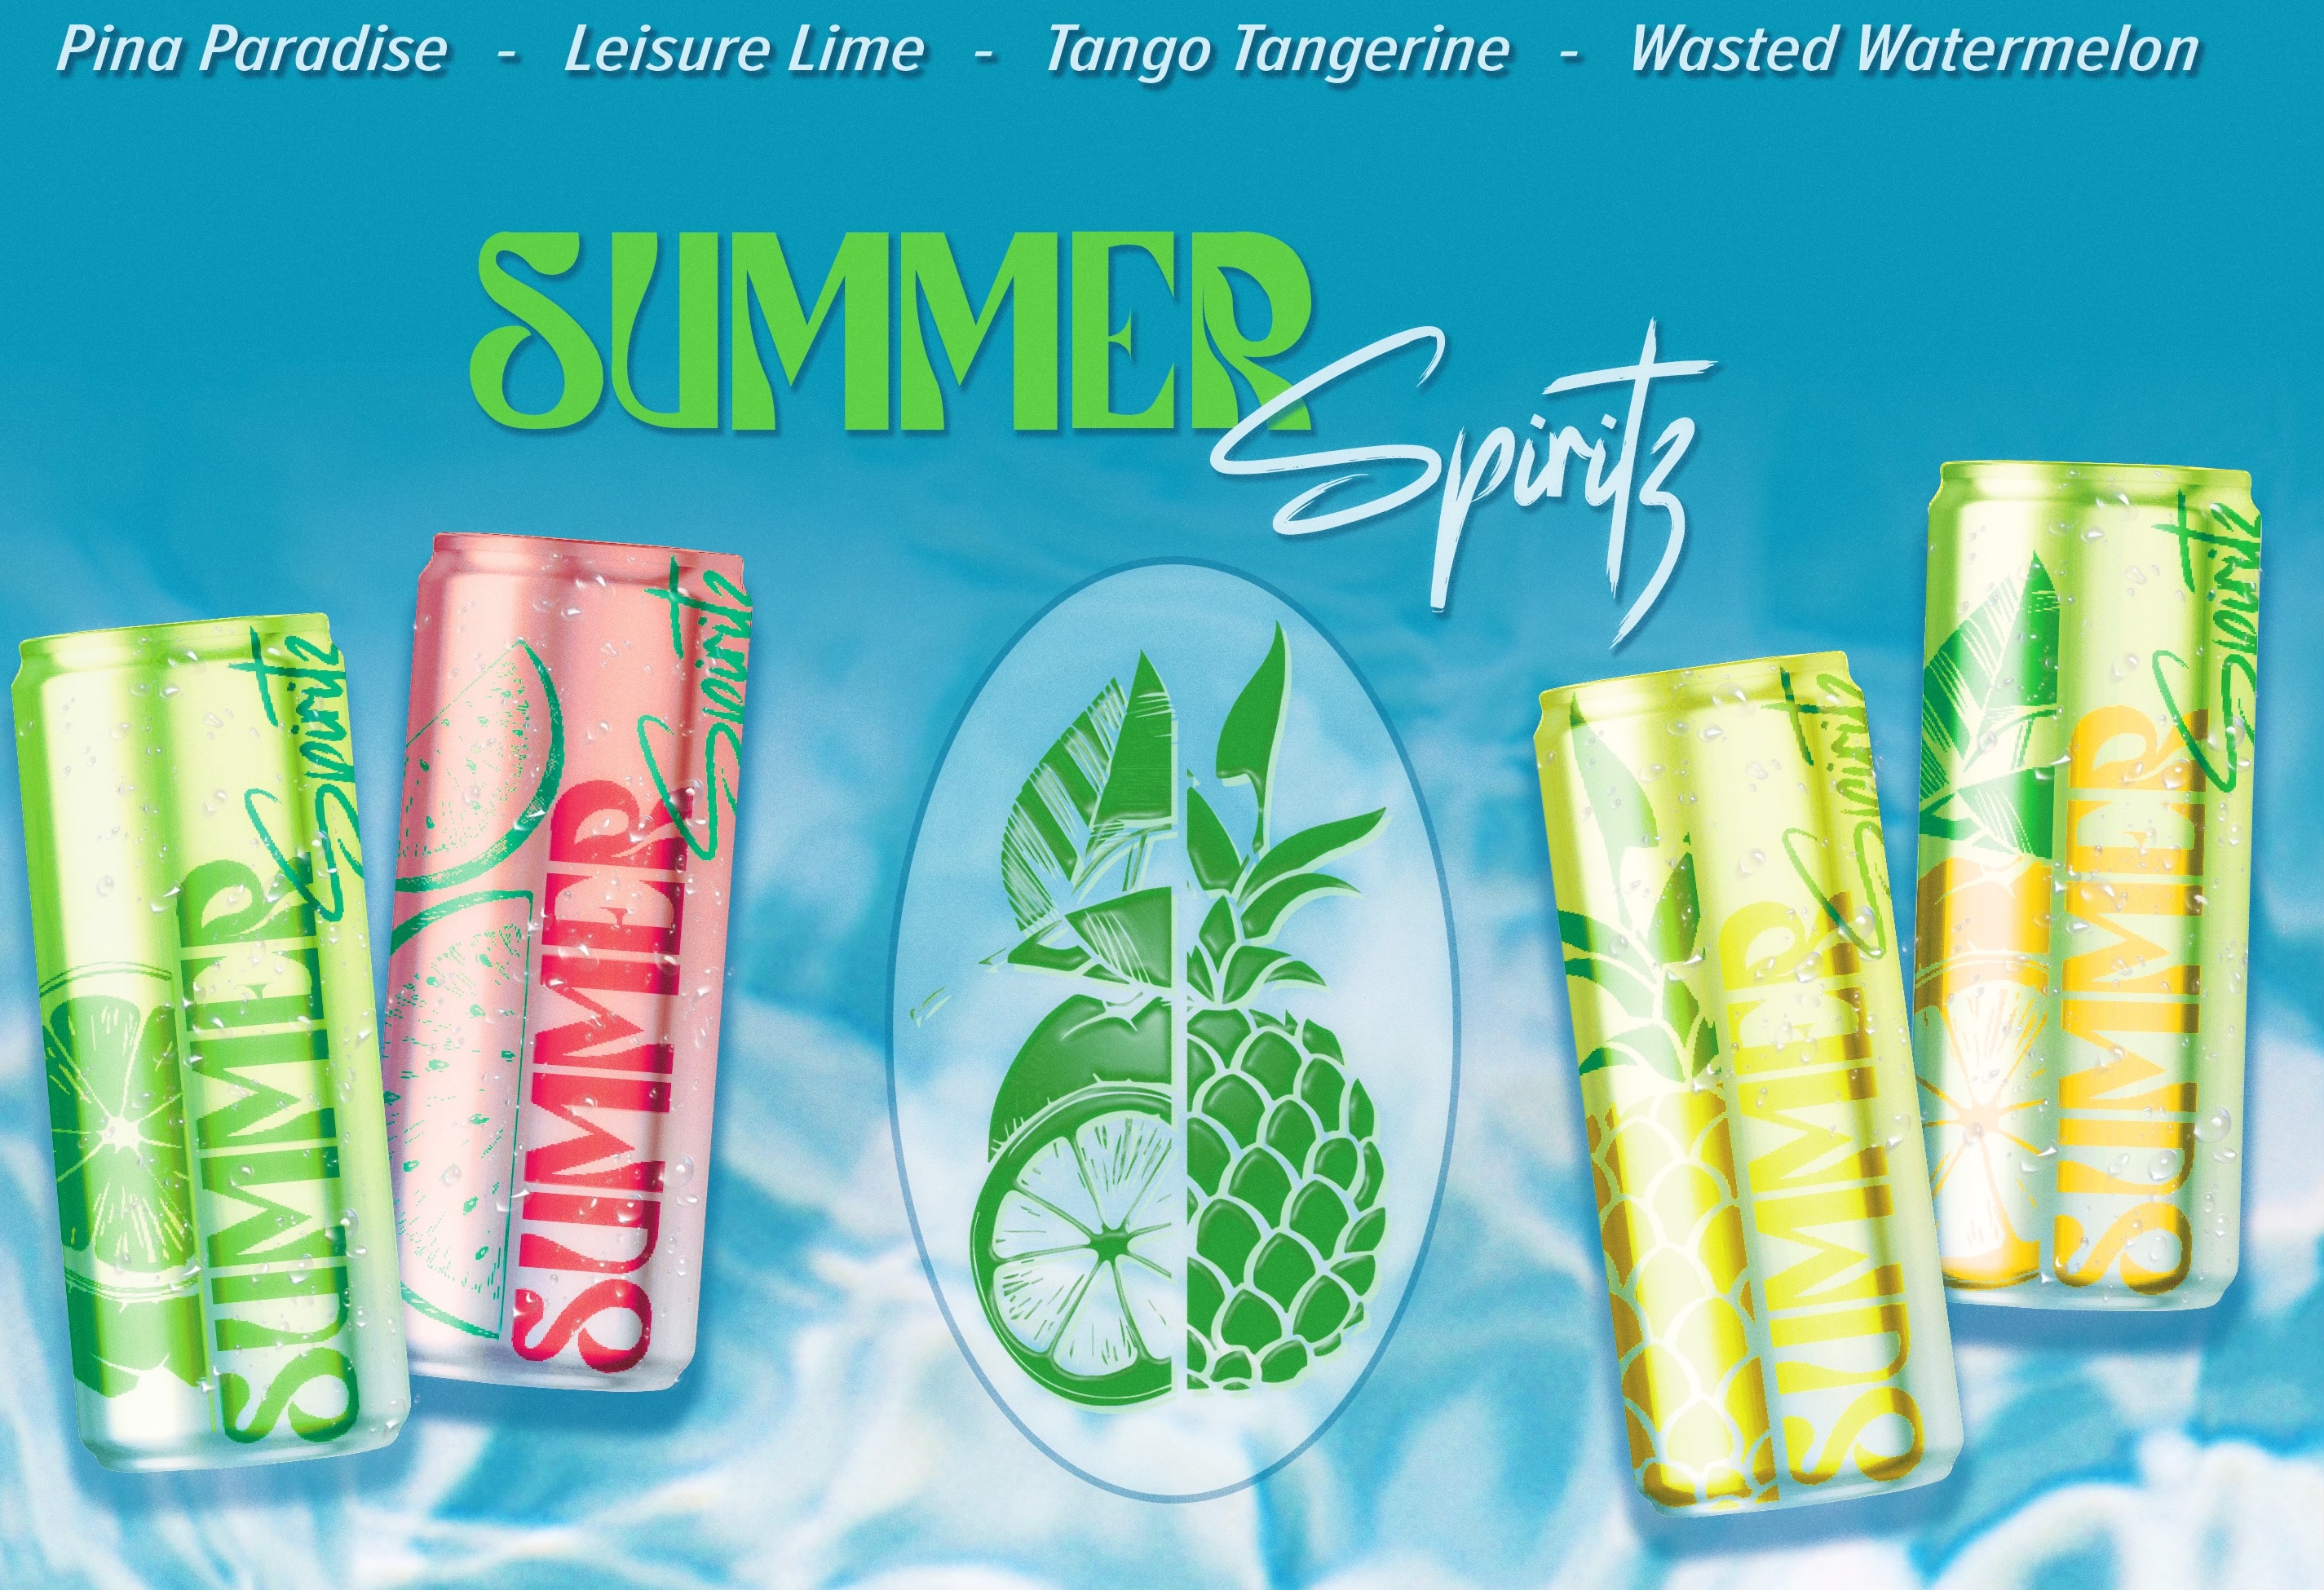 Pina Paradise - Leisure Lime - Tango Tangerine - Wasted Watermelon
SUMMER
Spiritz
SUMMER
Spiritz
SUMMER
Spiritz
SUMMER
Spiritz
SUMMER
Spiritz